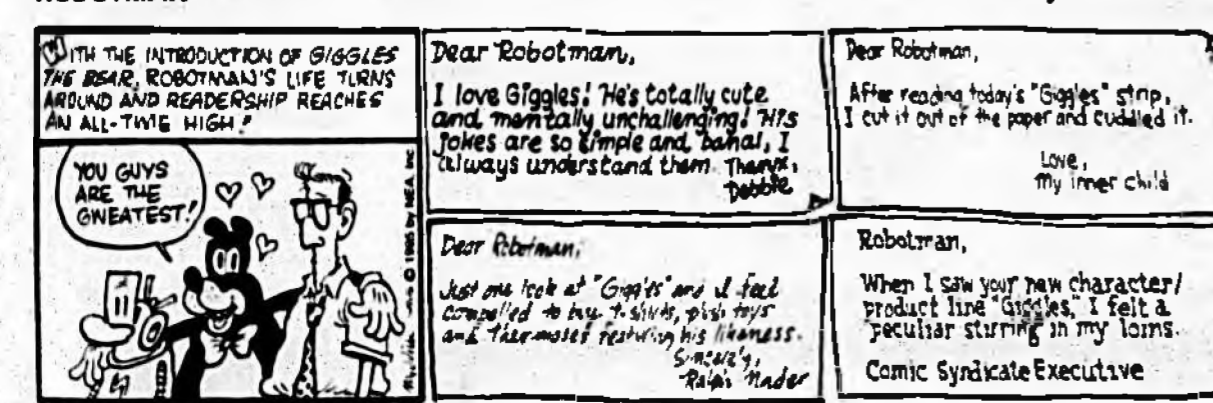 WITH THE INTRODUCTION OF GIGGLES
THE BEAR, ROBOTMAN'S LIFE TURNS
AROUND AND READERSHIP REACHES
AN ALL-TIME HIGH!
YOU GUYS
ARE THE
GWEATEST!
© 1995 by NEA, Inc.
Dear Robotman,
I love Giggles! He's totally cute
and mentally unchallenging! His
jokes are so simple and banal, I
always understand them. Thanx,
Debbie
Dear Robotman,
Just one look at "Giggles" and I feel
compelled to buy T-shirts, plush toys
and Thermoses featuring his likeness.
Sincerely,
Ralph Nader
Dear Robotman,
After reading today's "Giggles" strip,
I cut it out of the paper and cuddled it.
Love,
My inner child
Robotman,
When I saw your new character/
product line "Giggles," I felt a
peculiar stirring in my loins.
Comic Syndicate Executive